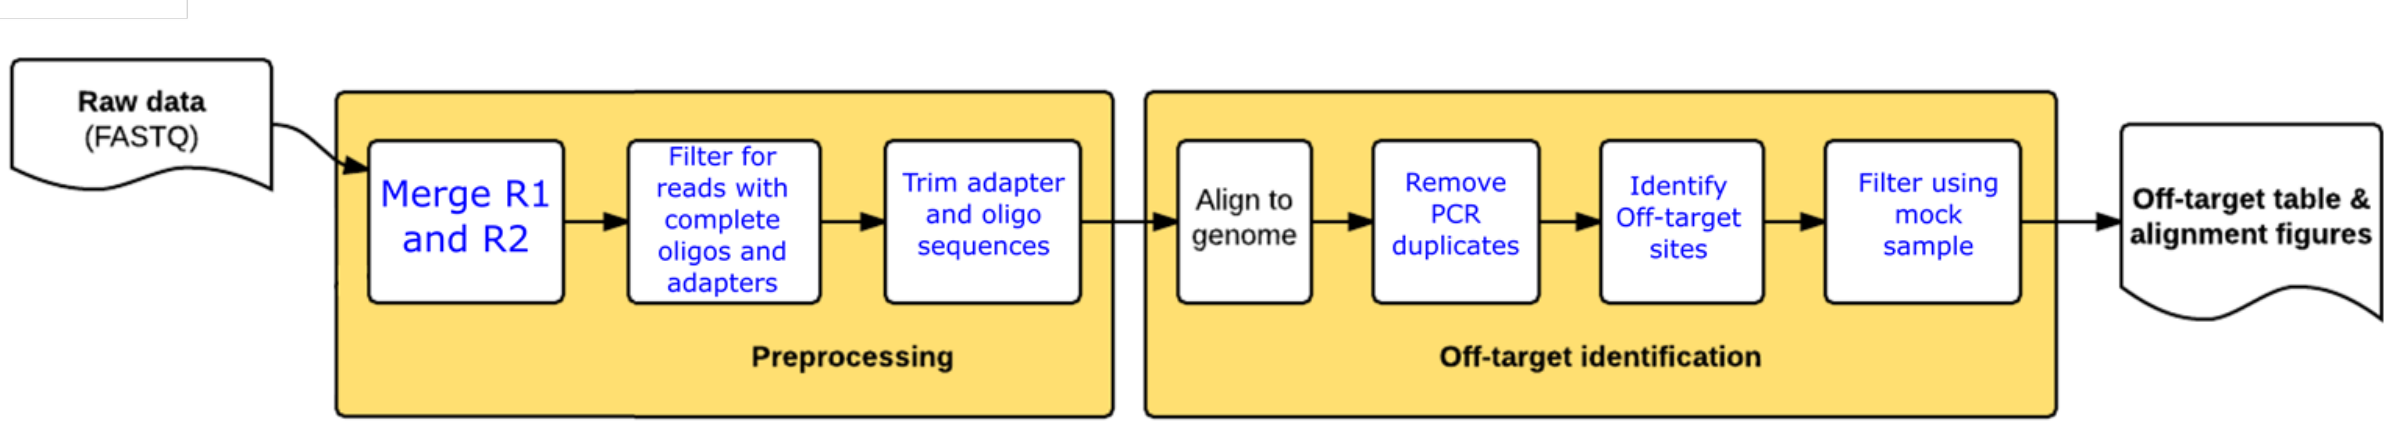 Raw data
(FASTQ)
Merge R1
and R2
Filter for
reads with
complete
oligos and
adapters
Trim adapter
and oligo
sequences
Preprocessing
Align to
genome
Remove
PCR
duplicates
Identify
Off-target
sites
Filter using
mock
sample
Off-target identification
Off-target table &
alignment figures